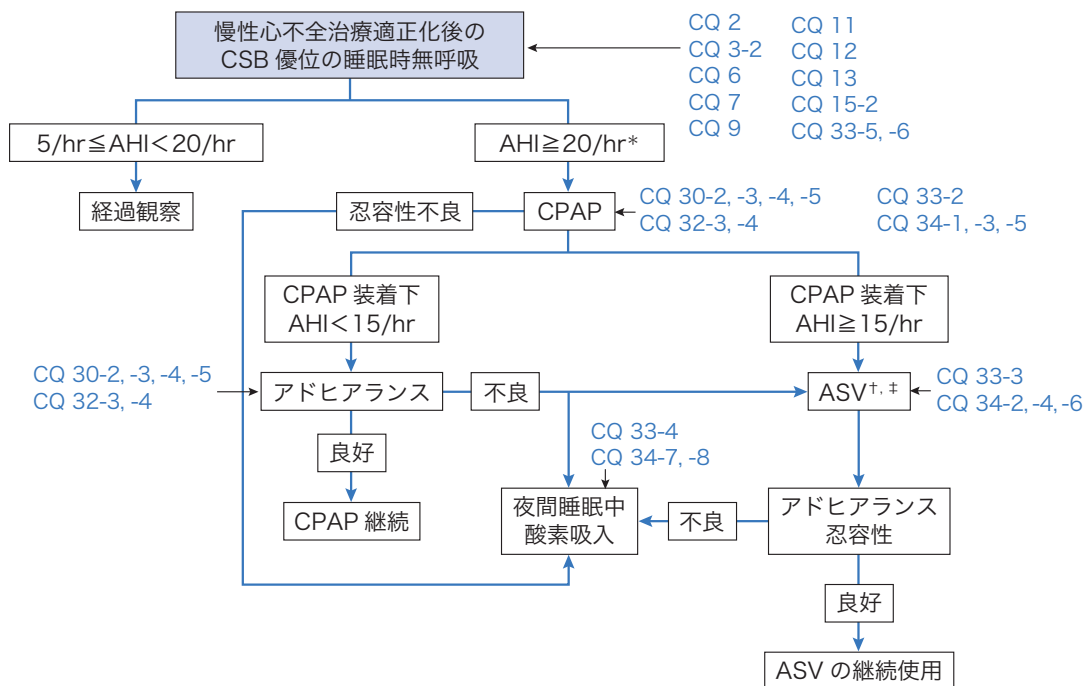 慢性心不全治療適正化後の
CSB 優位の睡眠時無呼吸
CQ 2
CQ 3-2
CQ 6
CQ 7
CQ 9
CQ 11
CQ 12
CQ 13
CQ 15-2
CQ 33-5, -6
5/hr≦AHI<20/hr
AHI≧20/hr*
経過観察
忍容性不良
CPAP
CQ 30-2, -3, -4, -5
CQ 32-3, -4
CQ 33-2
CQ 34-1, -3, -5
CPAP 装着下
AHI<15/hr
CPAP 装着下
AHI≧15/hr
CQ 30-2, -3, -4, -5
CQ 32-3, -4
アドヒアランス
不良
ASV†, ‡
CQ 33-3
CQ 34-2, -4, -6
良好
CQ 33-4
CQ 34-7, -8
CPAP 継続
夜間睡眠中
酸素吸入
不良
アドヒアランス
忍容性
良好
ASV の継続使用